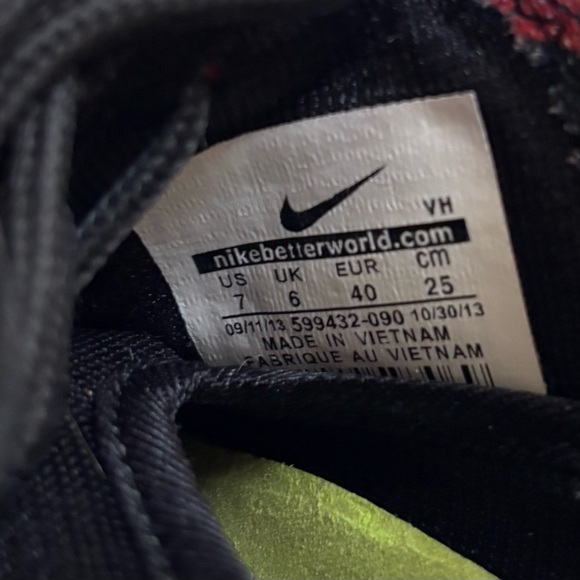 VH
nikebetterworld.com
US UK EUR cm
7 6 40 25
09/11/13 599432-090 10/30/13
MADE IN VIETNAM
FABRIQUE AU VIETNAM